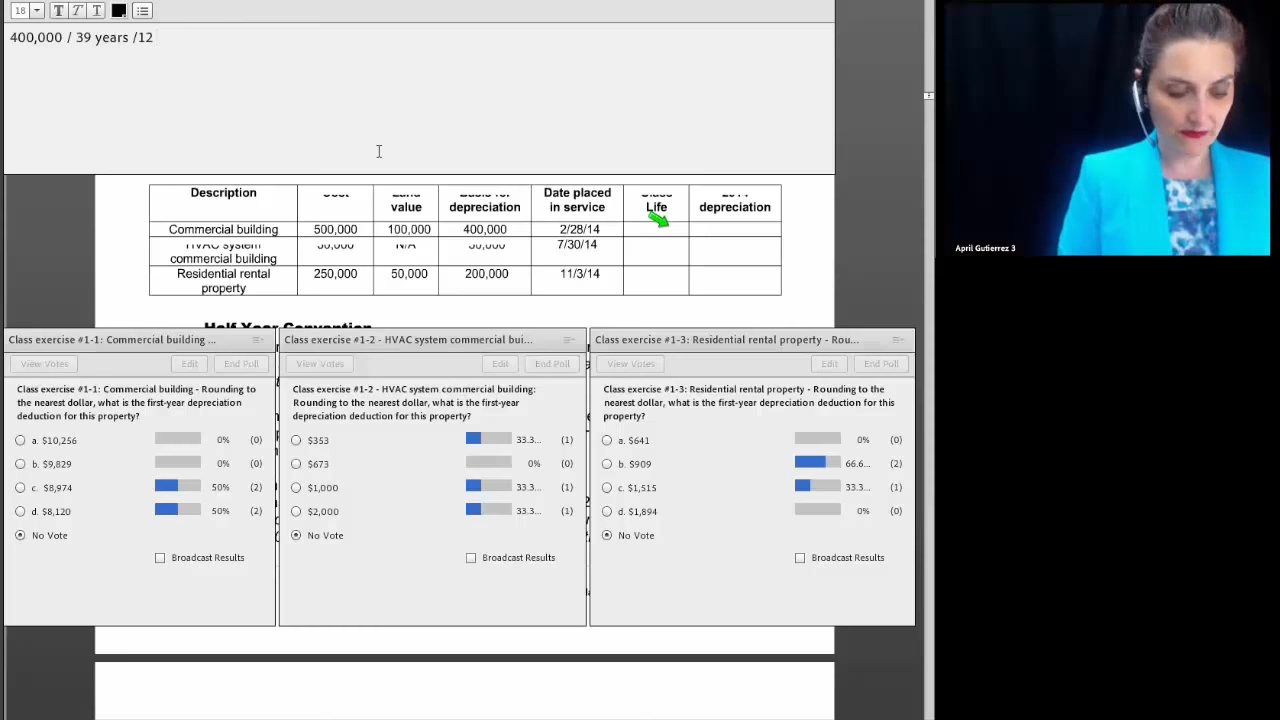 18
400,000 / 39 years /12
Description Cost Land value Basis for depreciation Date placed in service Class Life depreciation
Commercial building 500,000 100,000 400,000 2/28/14
HVAC system commercial building 30,000 N/A 30,000 7/30/14
Residential rental property 250,000 50,000 200,000 11/3/14
Half Year Convention
April Gutierrez 3
Class exercise #1-1: Commercial building ...
View Votes Edit End Poll
Class exercise #1-1: Commercial building - Rounding to
the nearest dollar, what is the first-year depreciation
deduction for this property?
a. $10,256 0% (0)
b. $9,829 0% (0)
c. $8,974 50% (2)
d. $8,120 50% (2)
No Vote
Broadcast Results
Class exercise #1-2 - HVAC system commercial bui...
View Votes Edit End Poll
Class exercise #1-2 - HVAC system commercial building:
Rounding to the nearest dollar, what is the first-year
depreciation deduction for this property?
$353 33.3... (1)
$673 0% (0)
$1,000 33.3... (1)
$2,000 33.3... (1)
No Vote
Broadcast Results
Class exercise #1-3: Residential rental property - Rou...
View Votes Edit End Poll
Class exercise #1-3: Residential rental property - Rounding to the
nearest dollar, what is the first-year depreciation deduction for this
property?
a. $641 0% (0)
b. $909 66.6... (2)
c. $1,515 33.3... (1)
d. $1,894 0% (0)
No Vote
Broadcast Results